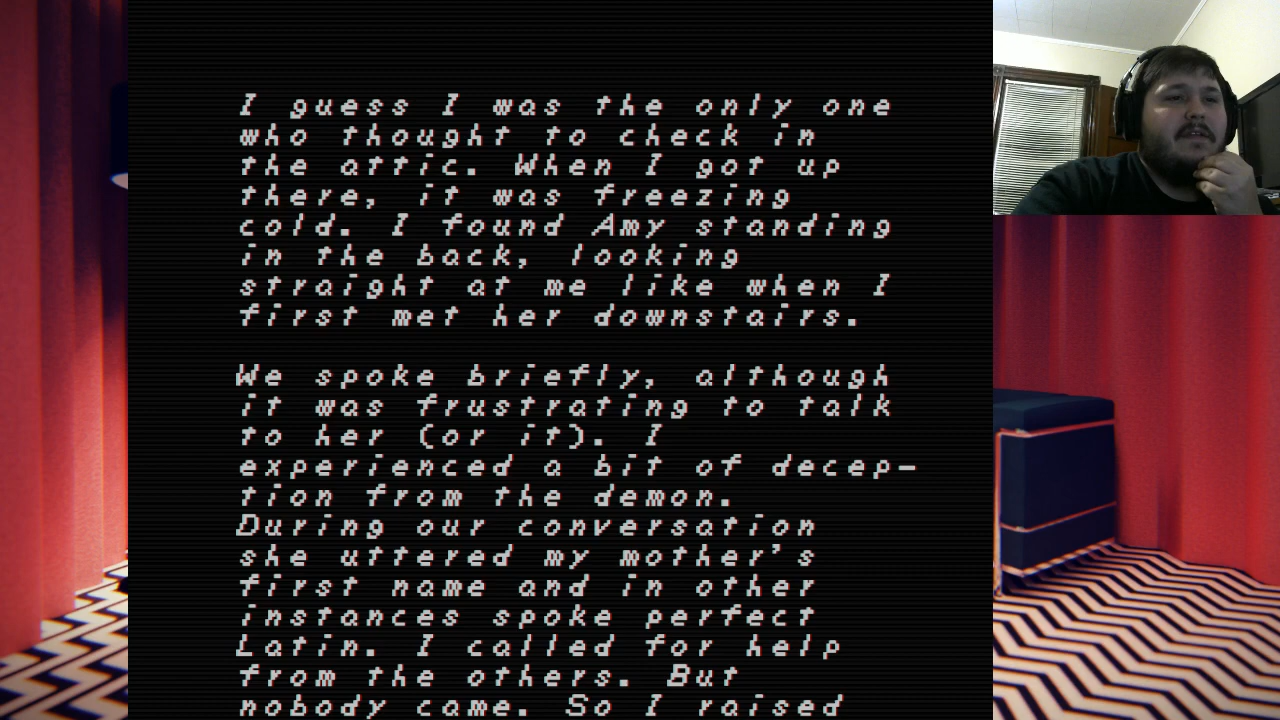 I guess I was the only one
who thought to check in
the attic. When I got up
there, it was freezing
cold. I found Amy standing
in the back, looking
straight at me like when I
first met her downstairs.
We spoke briefly, although
it was frustrating to talk
to her (or it). I
experienced a bit of decep-
tion from the demon.
During our conversation
she uttered my mother's
first name and in other
instances spoke perfect
Latin. I called for help
from the others. But
nobody came. So I raised